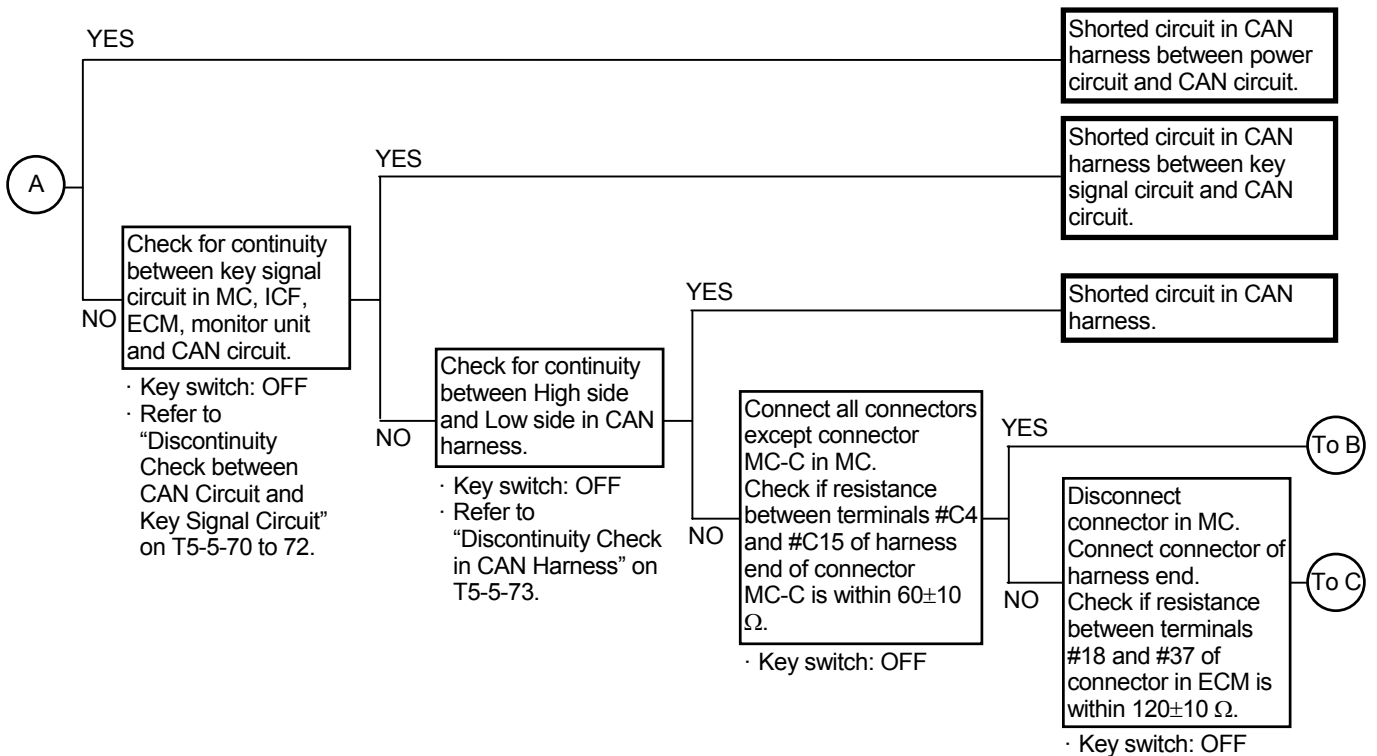 YES
Shorted circuit in CAN
harness between power
circuit and CAN circuit.
A
YES
Shorted circuit in CAN
harness between key
signal circuit and CAN
circuit.
NO
Check for continuity
between key signal
circuit in MC, ICF,
ECM, monitor unit
and CAN circuit.
· Key switch: OFF
· Refer to
“Discontinuity
Check between
CAN Circuit and
Key Signal Circuit”
on T5-5-70 to 72.
YES
Shorted circuit in CAN
harness.
NO
Check for continuity
between High side
and Low side in CAN
harness.
· Key switch: OFF
· Refer to
“Discontinuity Check
in CAN Harness” on
T5-5-73.
NO
Connect all connectors
except connector
MC-C in MC.
Check if resistance
between terminals #C4
and #C15 of harness
end of connector
MC-C is within 60±10
Ω.
· Key switch: OFF
YES
To B
NO
Disconnect
connector in MC.
Connect connector of
harness end.
Check if resistance
between terminals
#18 and #37 of
connector in ECM is
within 120±10 Ω.
· Key switch: OFF
To C